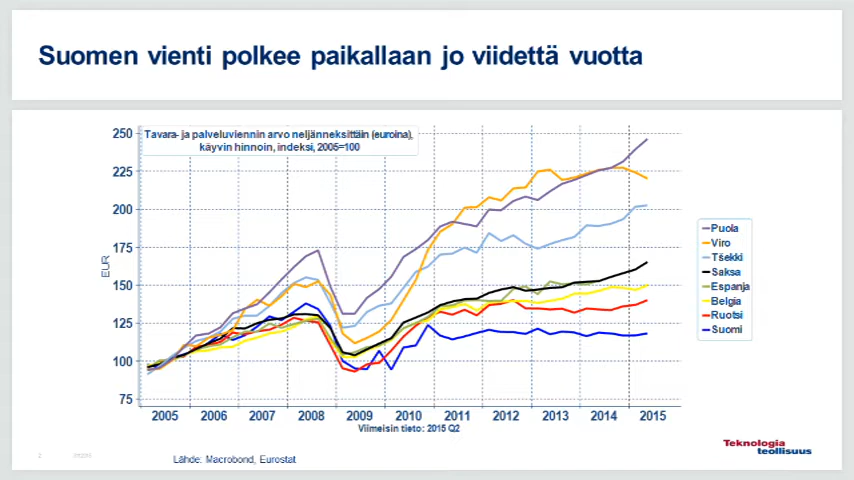 Suomen vienti polkee paikallaan jo viidettä vuotta
Tavara- ja palveluviennin arvo neljänneksittäin (euroina),
käyvin hinnoin, indeksi, 2005=100
250
225
200
175
150
125
100
75
EUR
2005 2006 2007 2008 2009 2010 2011 2012 2013 2014 2015
Viimeisin tieto: 2015 Q2
Puola
Viro
Tšekki
Saksa
Espanja
Belgia
Ruotsi
Suomi
2
Lähde: Macrobond, Eurostat
Teknologia
teollisuus